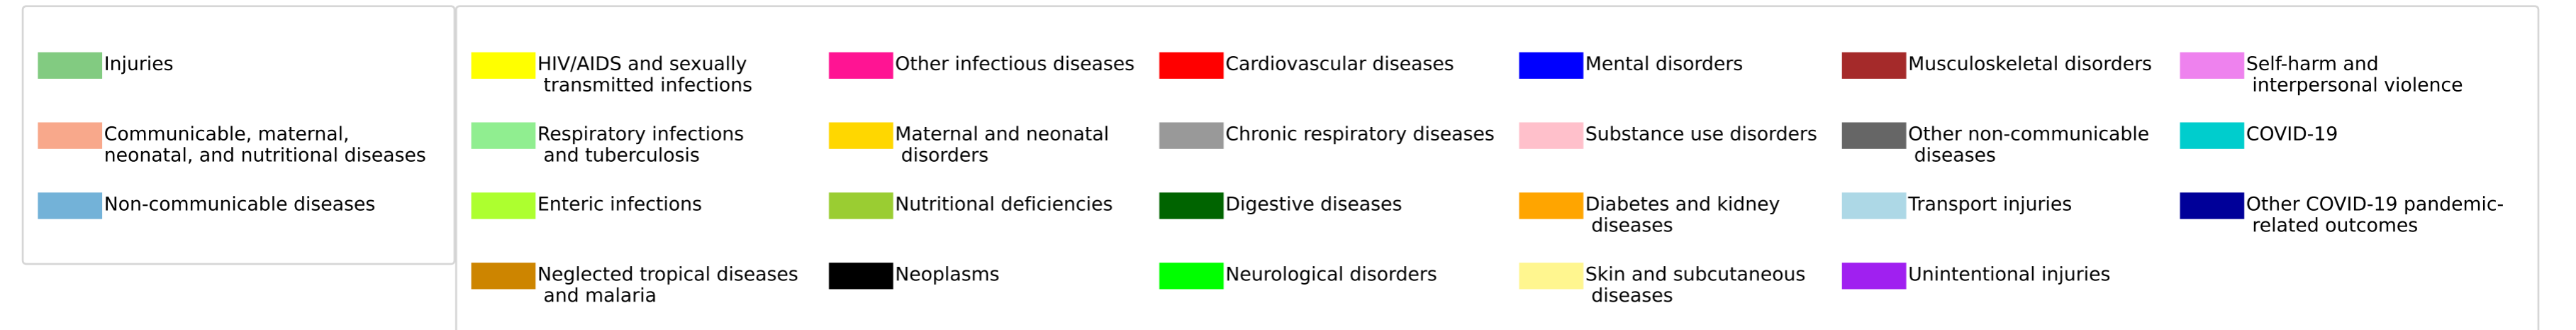 Injuries
Communicable, maternal,
neonatal, and nutritional diseases
Non-communicable diseases
HIV/AIDS and sexually
transmitted infections
Respiratory infections
and tuberculosis
Enteric infections
Neglected tropical diseases
and malaria
Other infectious diseases
Maternal and neonatal
disorders
Nutritional deficiencies
Neoplasms
Cardiovascular diseases
Chronic respiratory diseases
Digestive diseases
Neurological disorders
Mental disorders
Substance use disorders
Diabetes and kidney
diseases
Skin and subcutaneous
diseases
Musculoskeletal disorders
Other non-communicable
diseases
Transport injuries
Unintentional injuries
Self-harm and
interpersonal violence
COVID-19
Other COVID-19 pandemic-
related outcomes